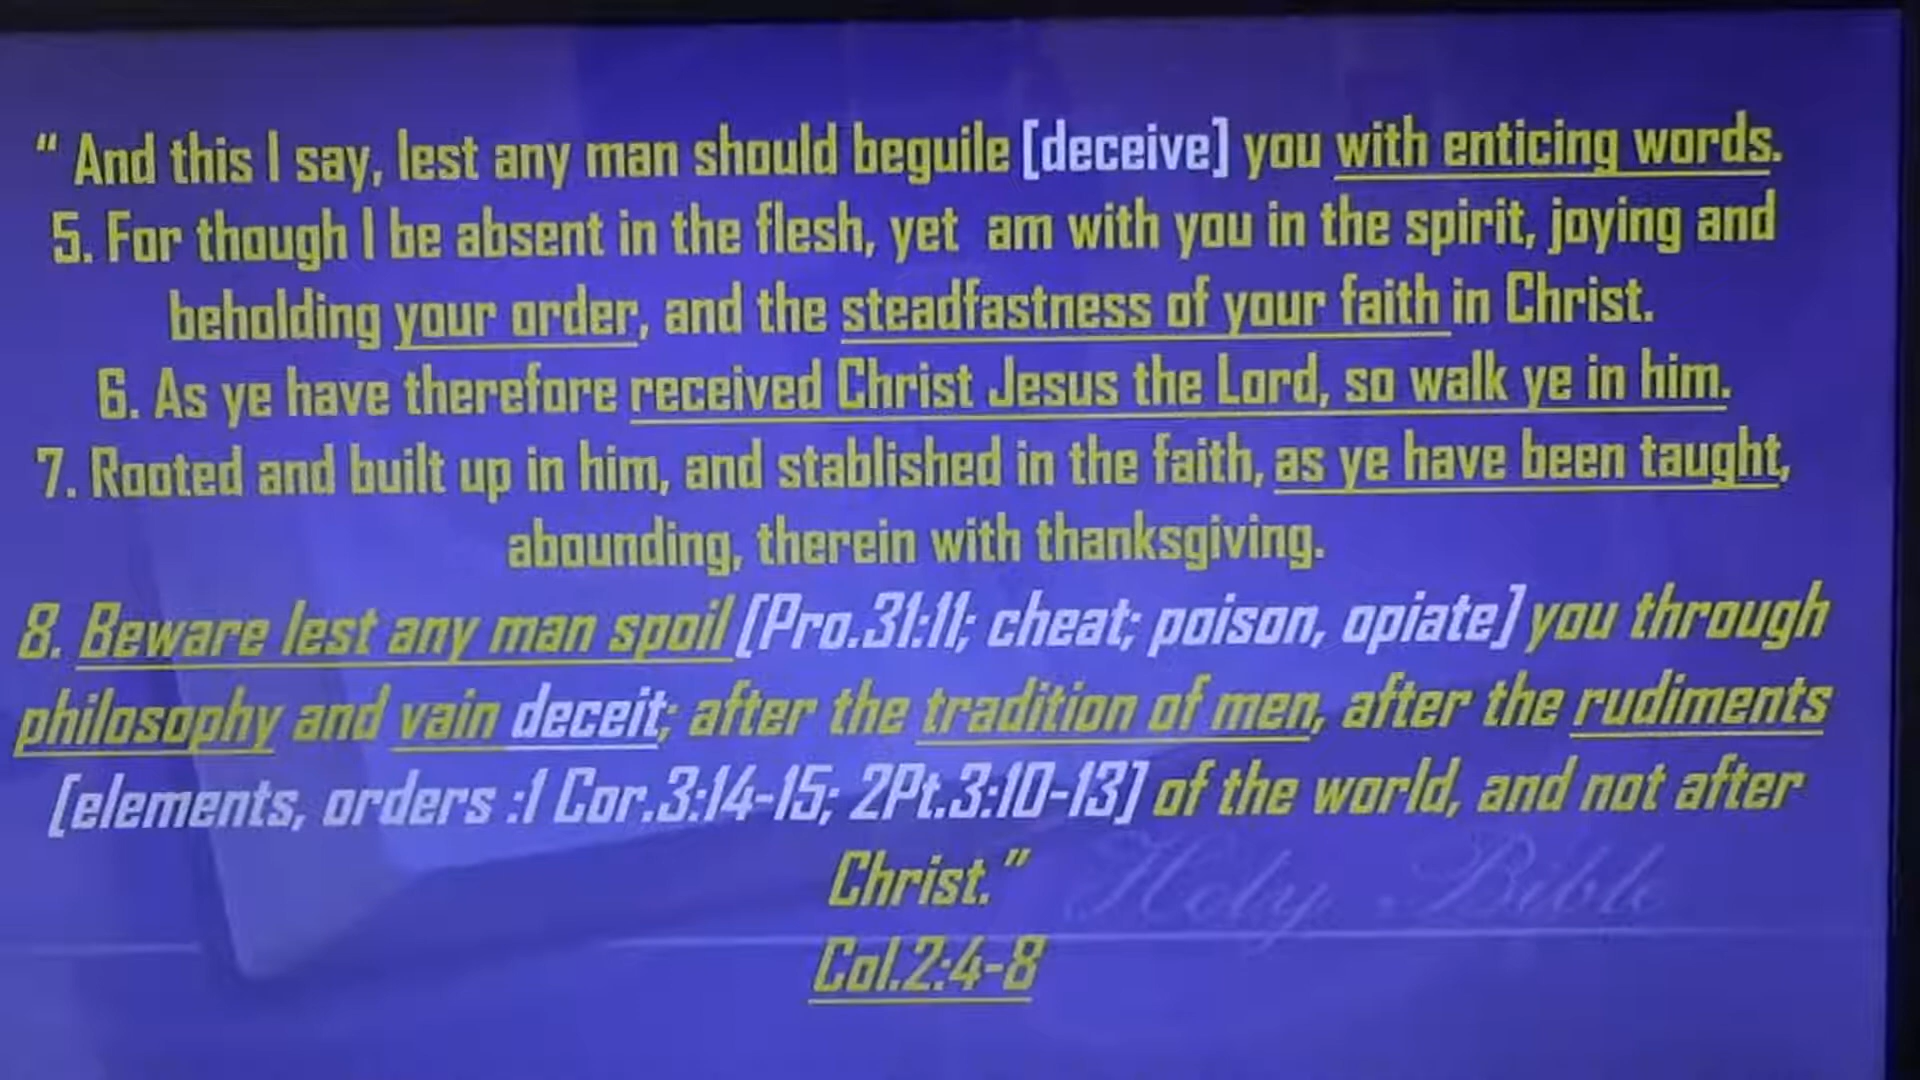 “ And this I say, lest any man should beguile [deceive] you with enticing words.
5. For though I be absent in the flesh, yet am with you in the spirit, joying and
beholding your order, and the steadfastness of your faith in Christ.
6. As ye have therefore received Christ Jesus the Lord, so walk ye in him.
7. Rooted and built up in him, and stablished in the faith, as ye have been taught,
abounding, therein with thanksgiving.
8. Beware lest any man spoil [Pro.31:11; cheat; poison, opiate] you through
philosophy and vain deceit; after the tradition of men, after the rudiments
[elements, orders :1 Cor.3:14-15; 2Pt.3:10-13] of the world, and not after
Christ.”
Holy Bible
Col.2:4-8